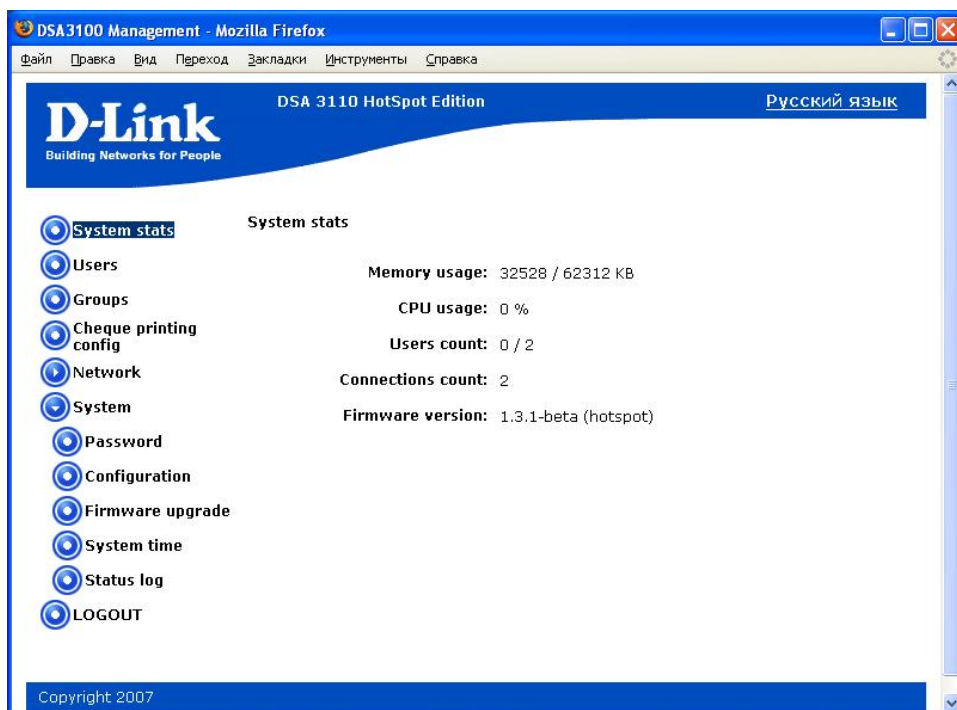 DSA3100 Management - Mozilla Firefox
Файл Правка Вид Переход Закладки Инструменты Справка
DSA 3110 HotSpot Edition
Русский язык
D-Link
Building Networks for People
System stats
Users
Groups
Cheque printing
config
Network
System
Password
Configuration
Firmware upgrade
System time
Status log
LOGOUT
System stats
Memory usage: 32528 / 62312 KB
CPU usage: 0 %
Users count: 0 / 2
Connections count: 2
Firmware version: 1.3.1-beta (hotspot)
Copyright 2007